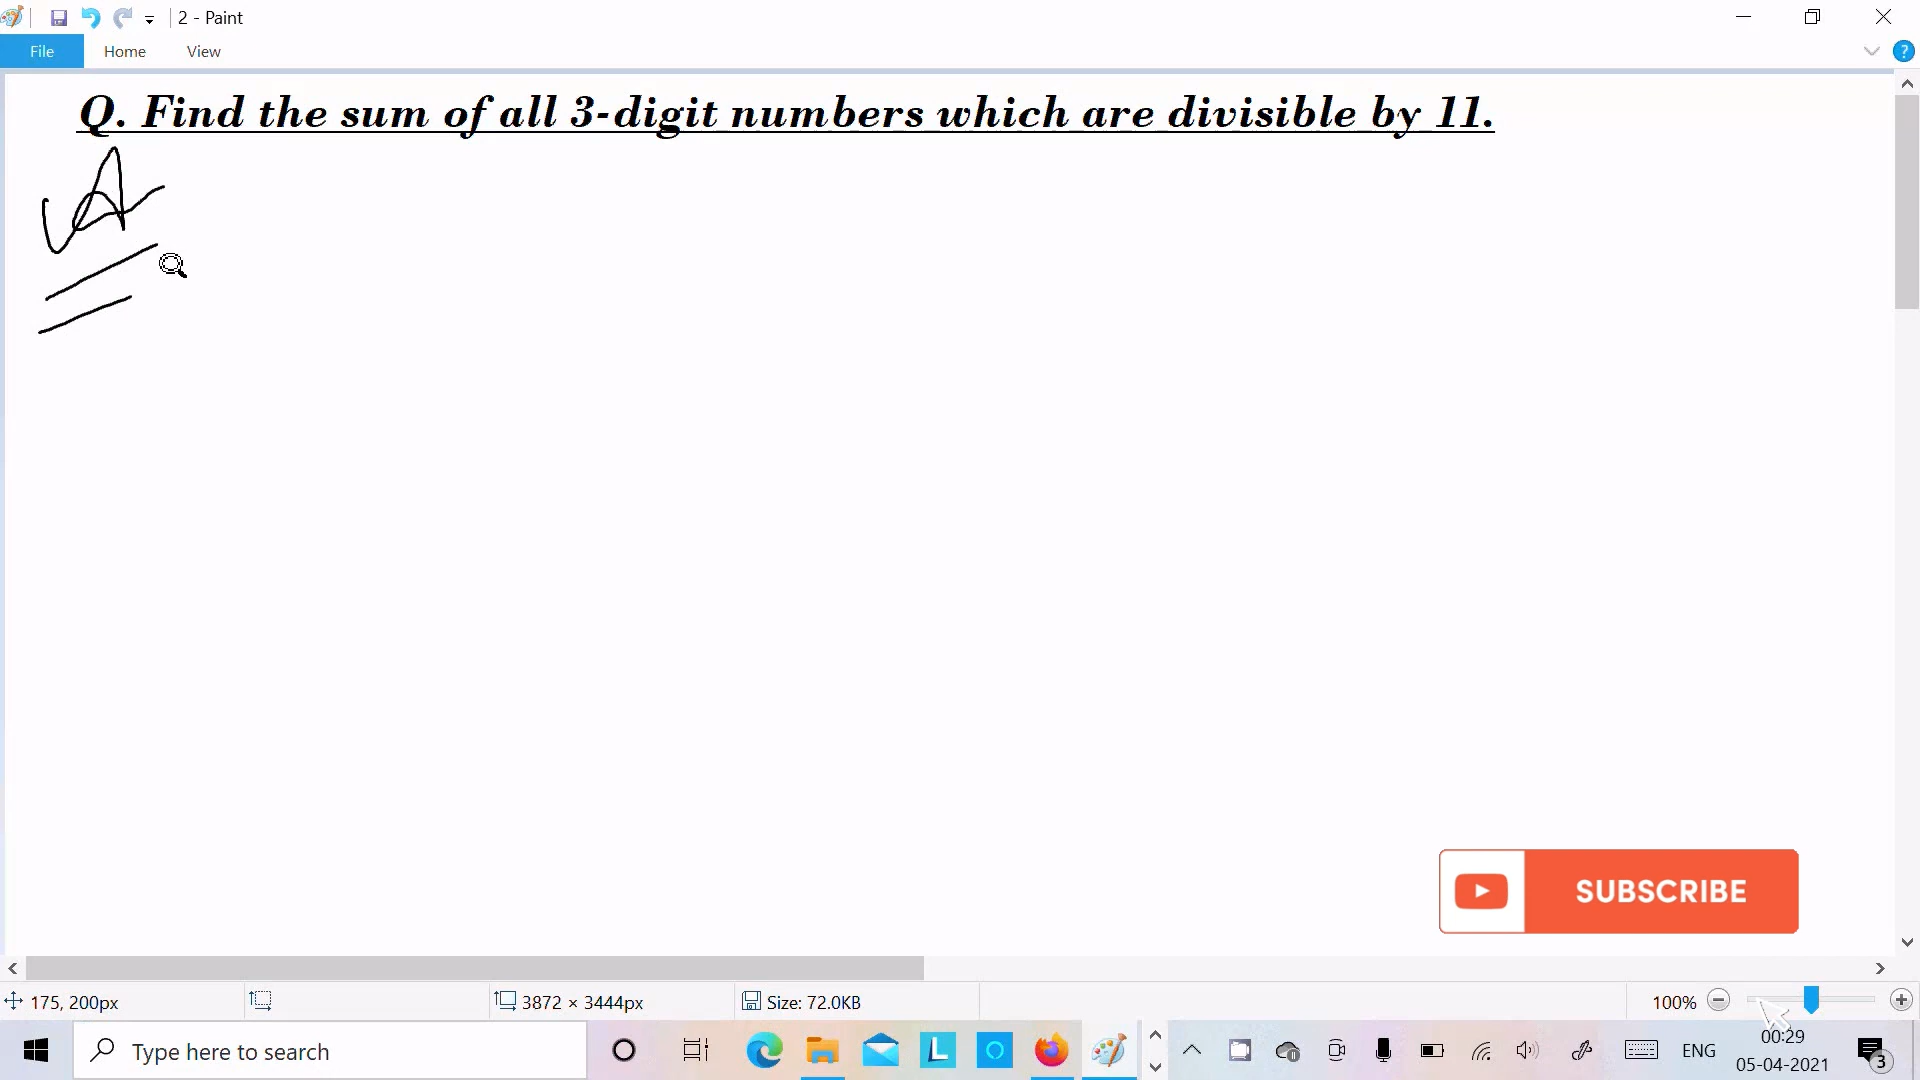 2 - Paint
File Home View
Q. Find the sum of all 3-digit numbers which are divisible by 11.
A
SUBSCRIBE
175, 200px 3872 × 3444px Size: 72.0KB 100%
Type here to search
L
ENG
00:29
05-04-2021
3